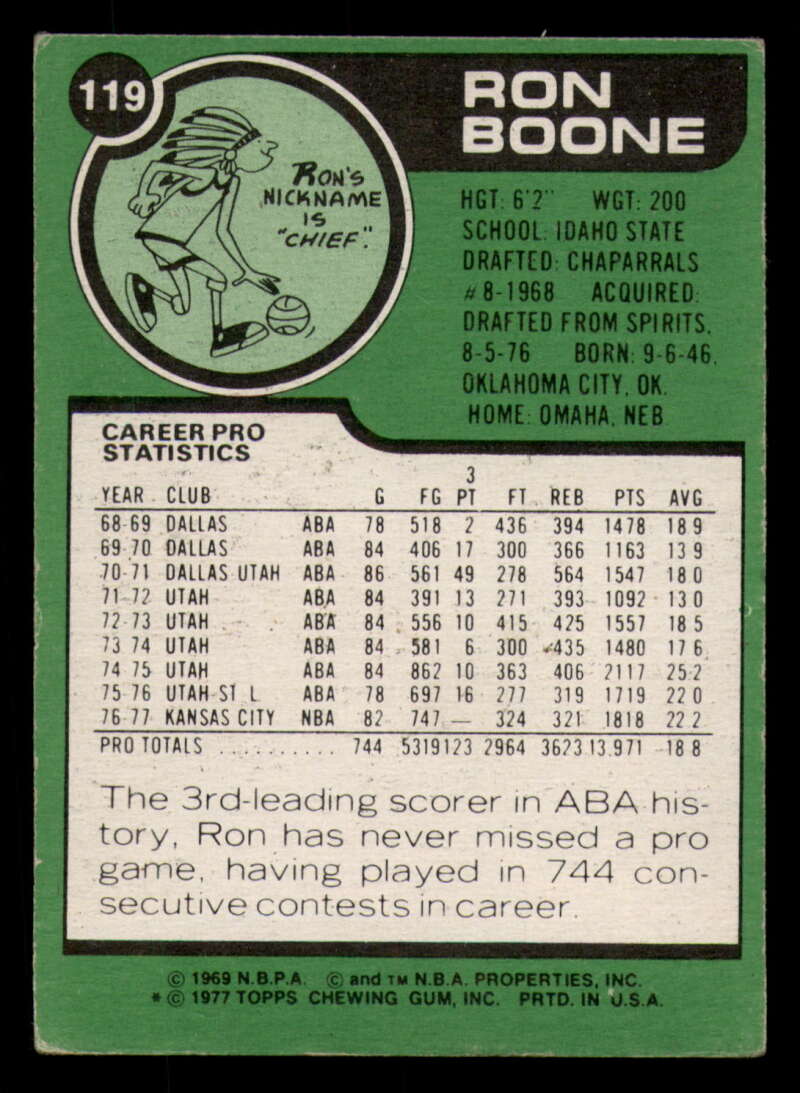 119
RON
BOONE
RON'S
NICKNAME
IS
"CHIEF".
HGT: 6'2" WGT: 200
SCHOOL: IDAHO STATE
DRAFTED: CHAPARRALS
#8-1968 ACQUIRED:
DRAFTED FROM SPIRITS,
8-5-76 BORN: 9-6-46,
OKLAHOMA CITY, OK.
HOME: OMAHA, NEB
CAREER PRO
STATISTICS
3
YEAR CLUB G FG PT FT REB PTS AVG
68-69 DALLAS ABA 78 518 2 436 394 1478 18.9
69-70 DALLAS ABA 84 406 17 300 366 1163 13.9
70-71 DALLAS UTAH ABA 86 561 49 278 564 1547 18.0
71-72 UTAH ABA 84 391 13 271 393 1092 13.0
72-73 UTAH ABA 84 556 10 415 425 1557 18.5
73-74 UTAH ABA 84 581 6 300 435 1480 17.6
74-75 UTAH ABA 84 862 10 363 406 2117 25.2
75-76 UTAH-ST L ABA 78 697 16 277 319 1719 22.0
76-77 KANSAS CITY NBA 82 747 — 324 321 1818 22.2
PRO TOTALS .......... 744 5319 123 2964 3623 13,971 18.8
The 3rd-leading scorer in ABA his-
tory, Ron has never missed a pro
game, having played in 744 con-
secutive contests in career.
© 1969 N.B.P.A. © and TM N.B.A. PROPERTIES, INC.
* © 1977 TOPPS CHEWING GUM, INC. PRTD. IN U.S.A.